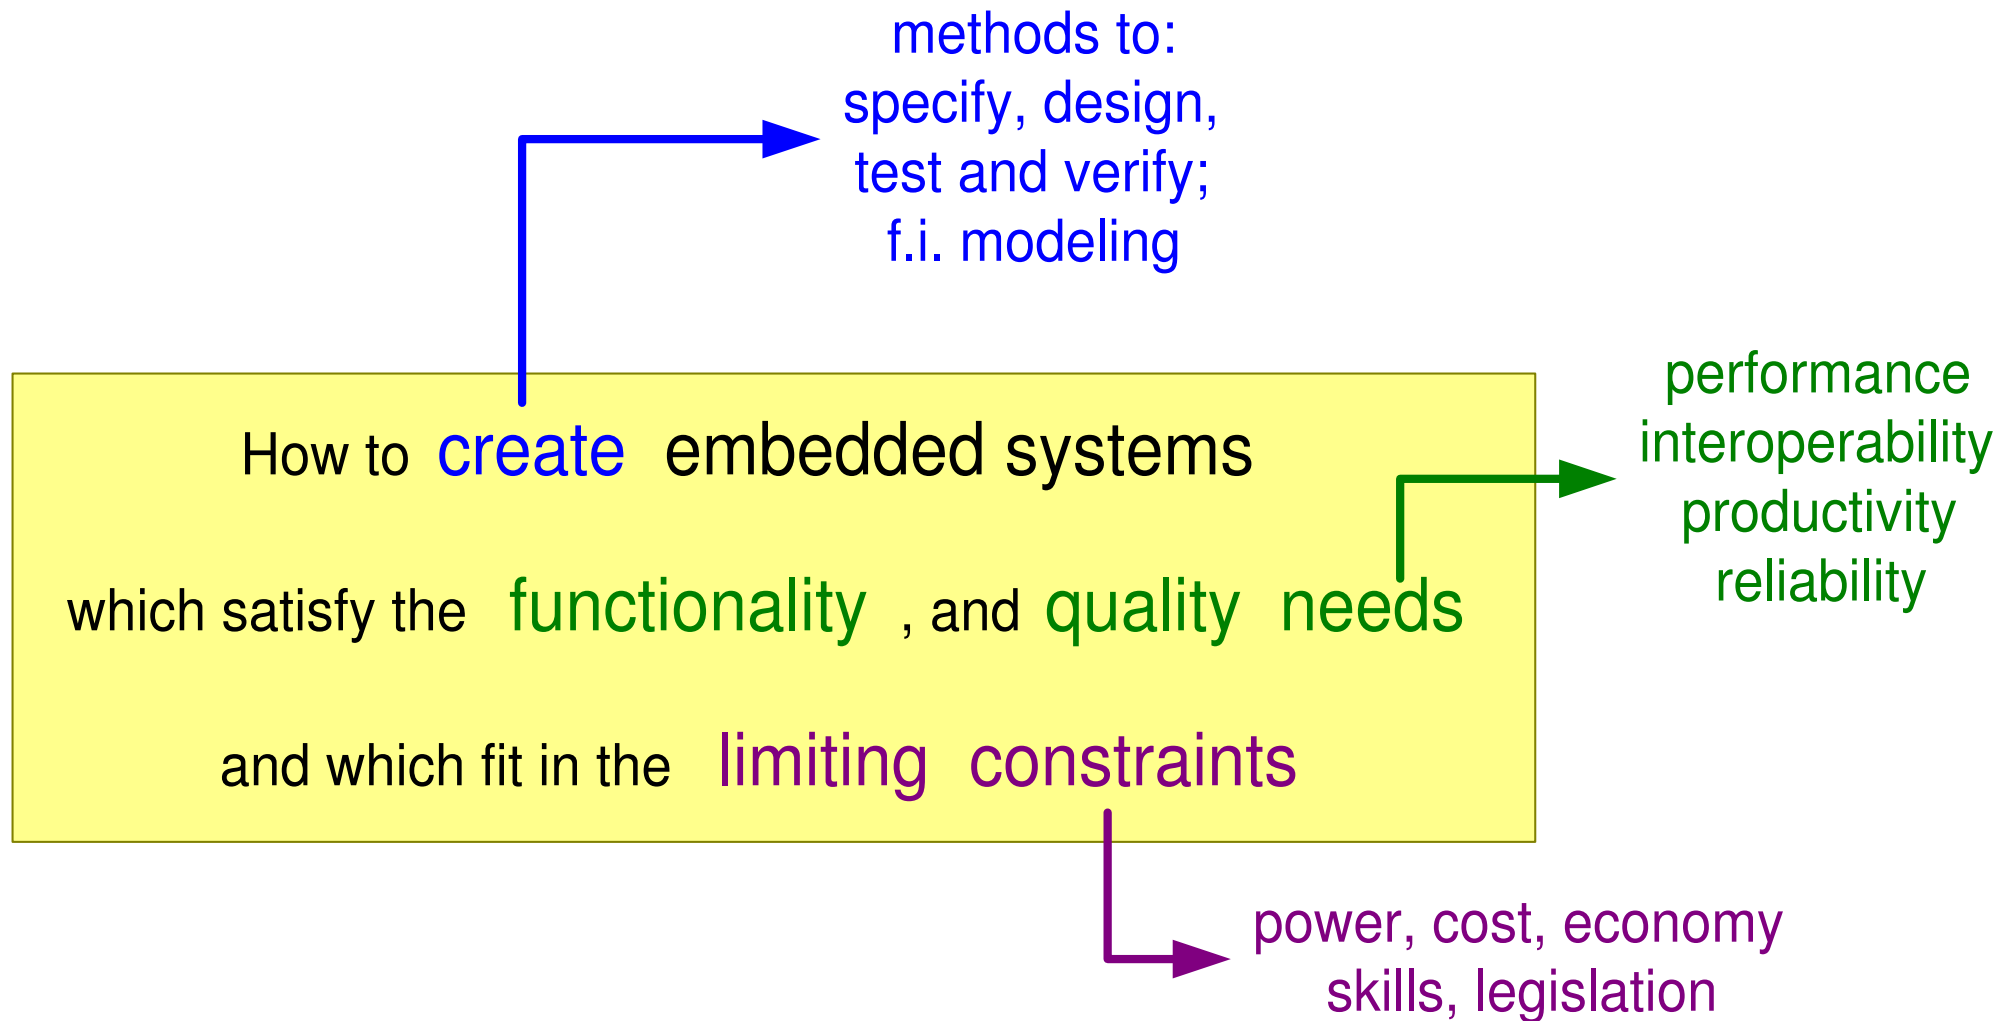 methods to:
specify, design,
test and verify;
f.i. modeling
How to create embedded systems
which satisfy the functionality , and quality needs
and which fit in the limiting constraints
performance
interoperability
productivity
reliability
power, cost, economy
skills, legislation